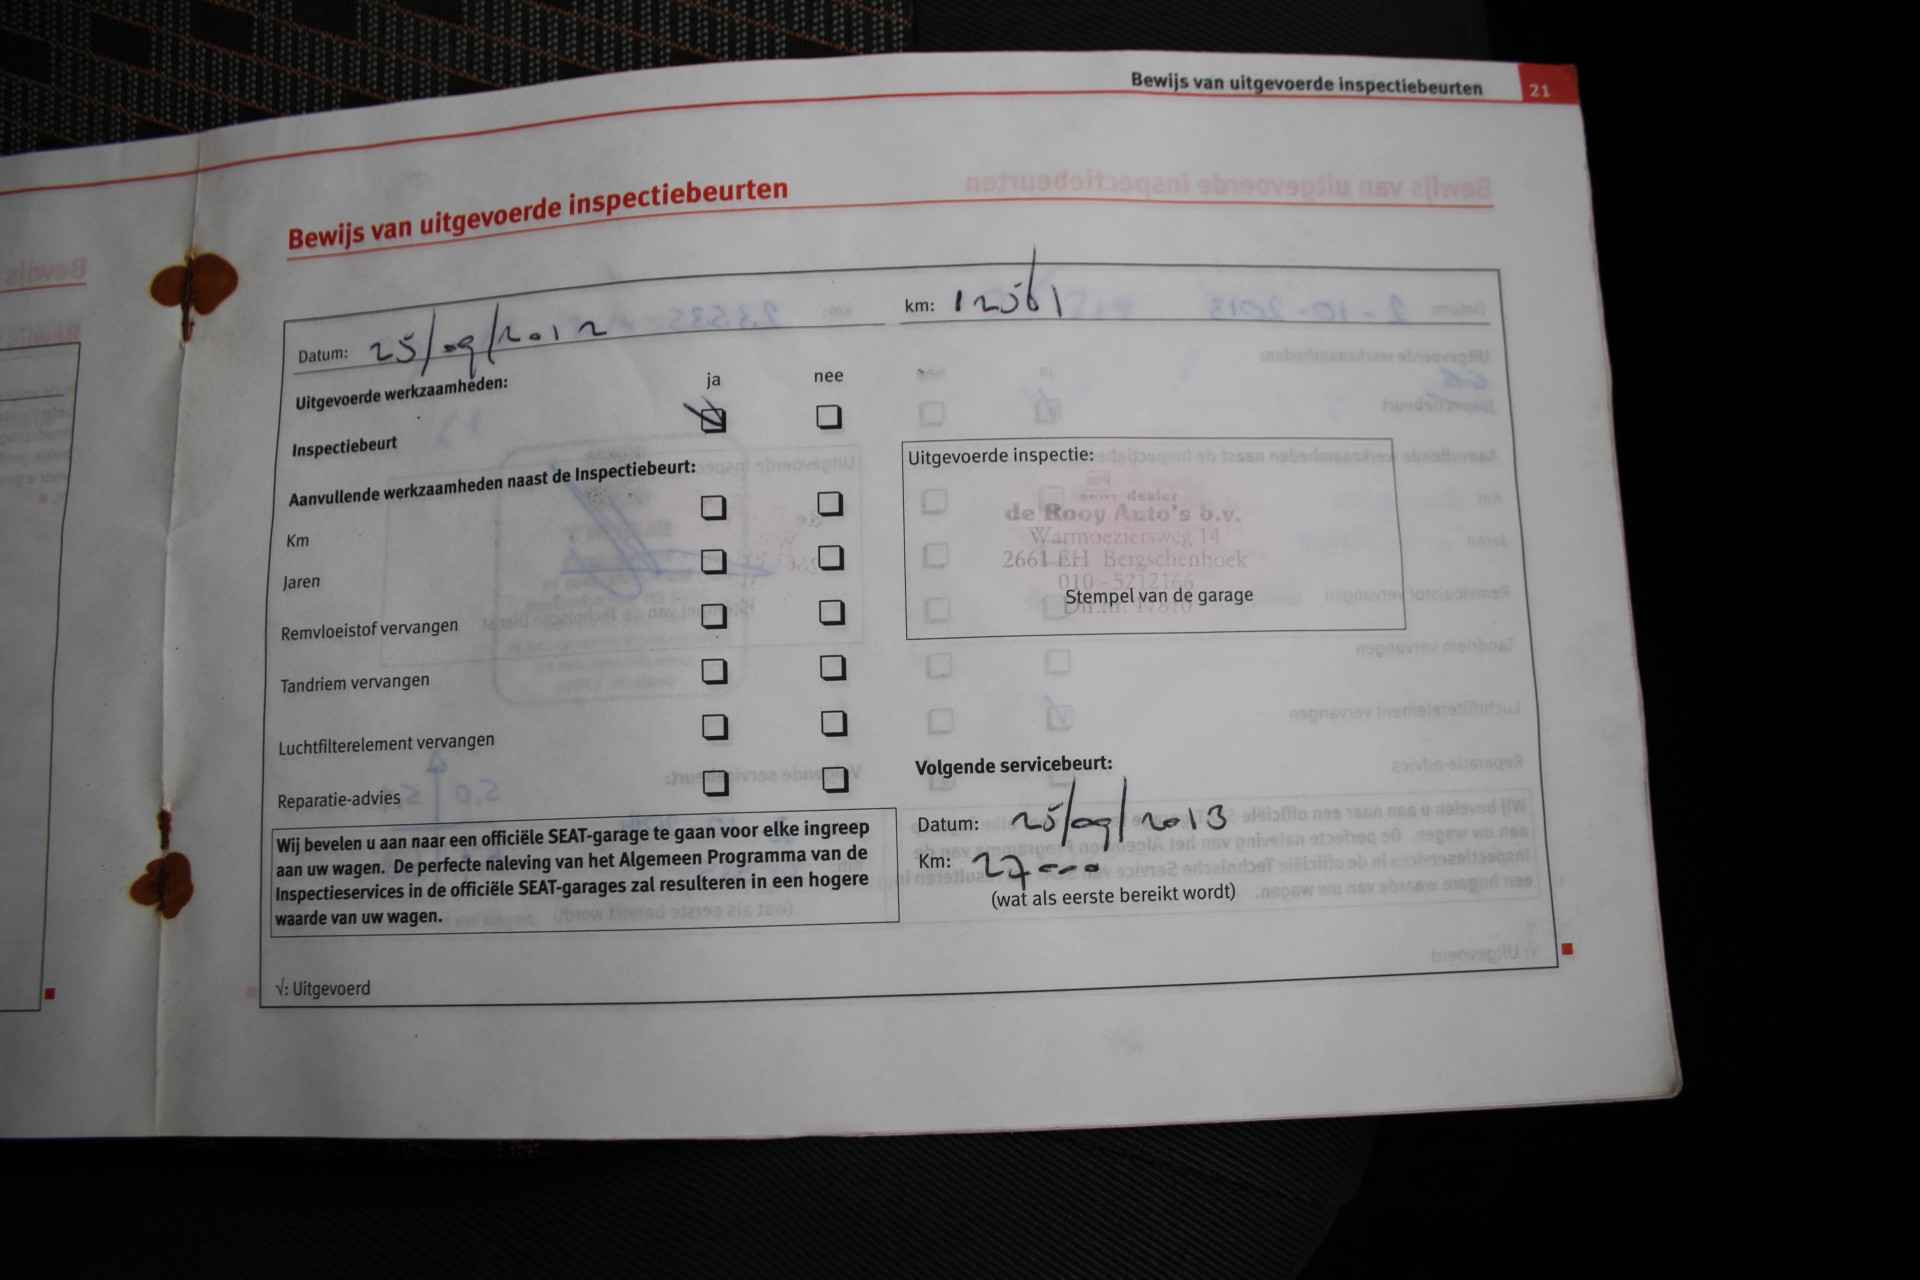 Bewijs van uitgevoerde inspectiebeurten 21
Bewijs van uitgevoerde inspectiebeurten
Datum: 25/09/2012
km: 12561
Uitgevoerde werkzaamheden: ja nee
Inspectiebeurt
Aanvullende werkzaamheden naast de Inspectiebeurt:
Km
Jaren
Remvloeistof vervangen
Tandriem vervangen
Luchtfilterelement vervangen
Reparatie-advies
Wij bevelen u aan naar een officiële SEAT-garage te gaan voor elke ingreep
aan uw wagen. De perfecte naleving van het Algemeen Programma van de
Inspectieservices in de officiële SEAT-garages zal resulteren in een hogere
waarde van uw wagen.
√: Uitgevoerd
Uitgevoerde inspectie:
dealer
de Rooy Auto's b.v.
Warmoeziersweg 14
2661 EH Bergschenhoek
010 - 5212166
Stempel van de garage
Volgende servicebeurt:
Datum: 25/09/2013
Km: 27000
(wat als eerste bereikt wordt)